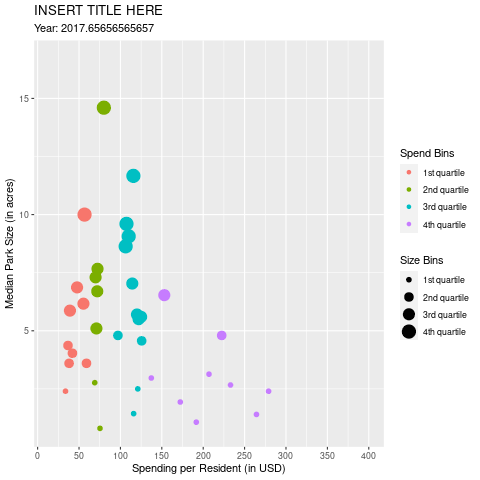 INSERT TITLE HERE
Year: 2017.65656565657
Median Park Size (in acres)
15
10
5
0 50 100 150 200 250 300 350 400
Spending per Resident (in USD)
Spend Bins
1st quartile
2nd quartile
3rd quartile
4th quartile
Size Bins
1st quartile
2nd quartile
3rd quartile
4th quartile